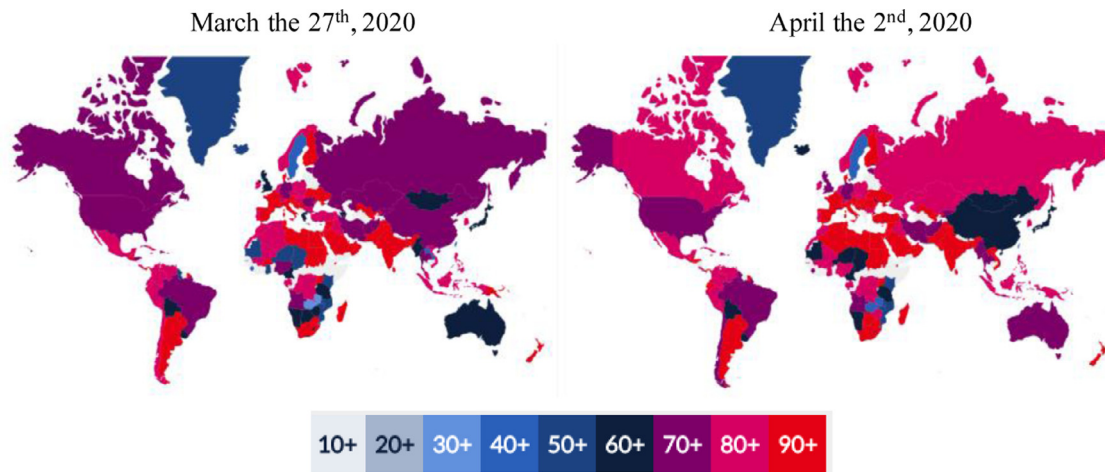 March the 27th, 2020
April the 2nd, 2020
10+ 20+ 30+ 40+ 50+ 60+ 70+ 80+ 90+